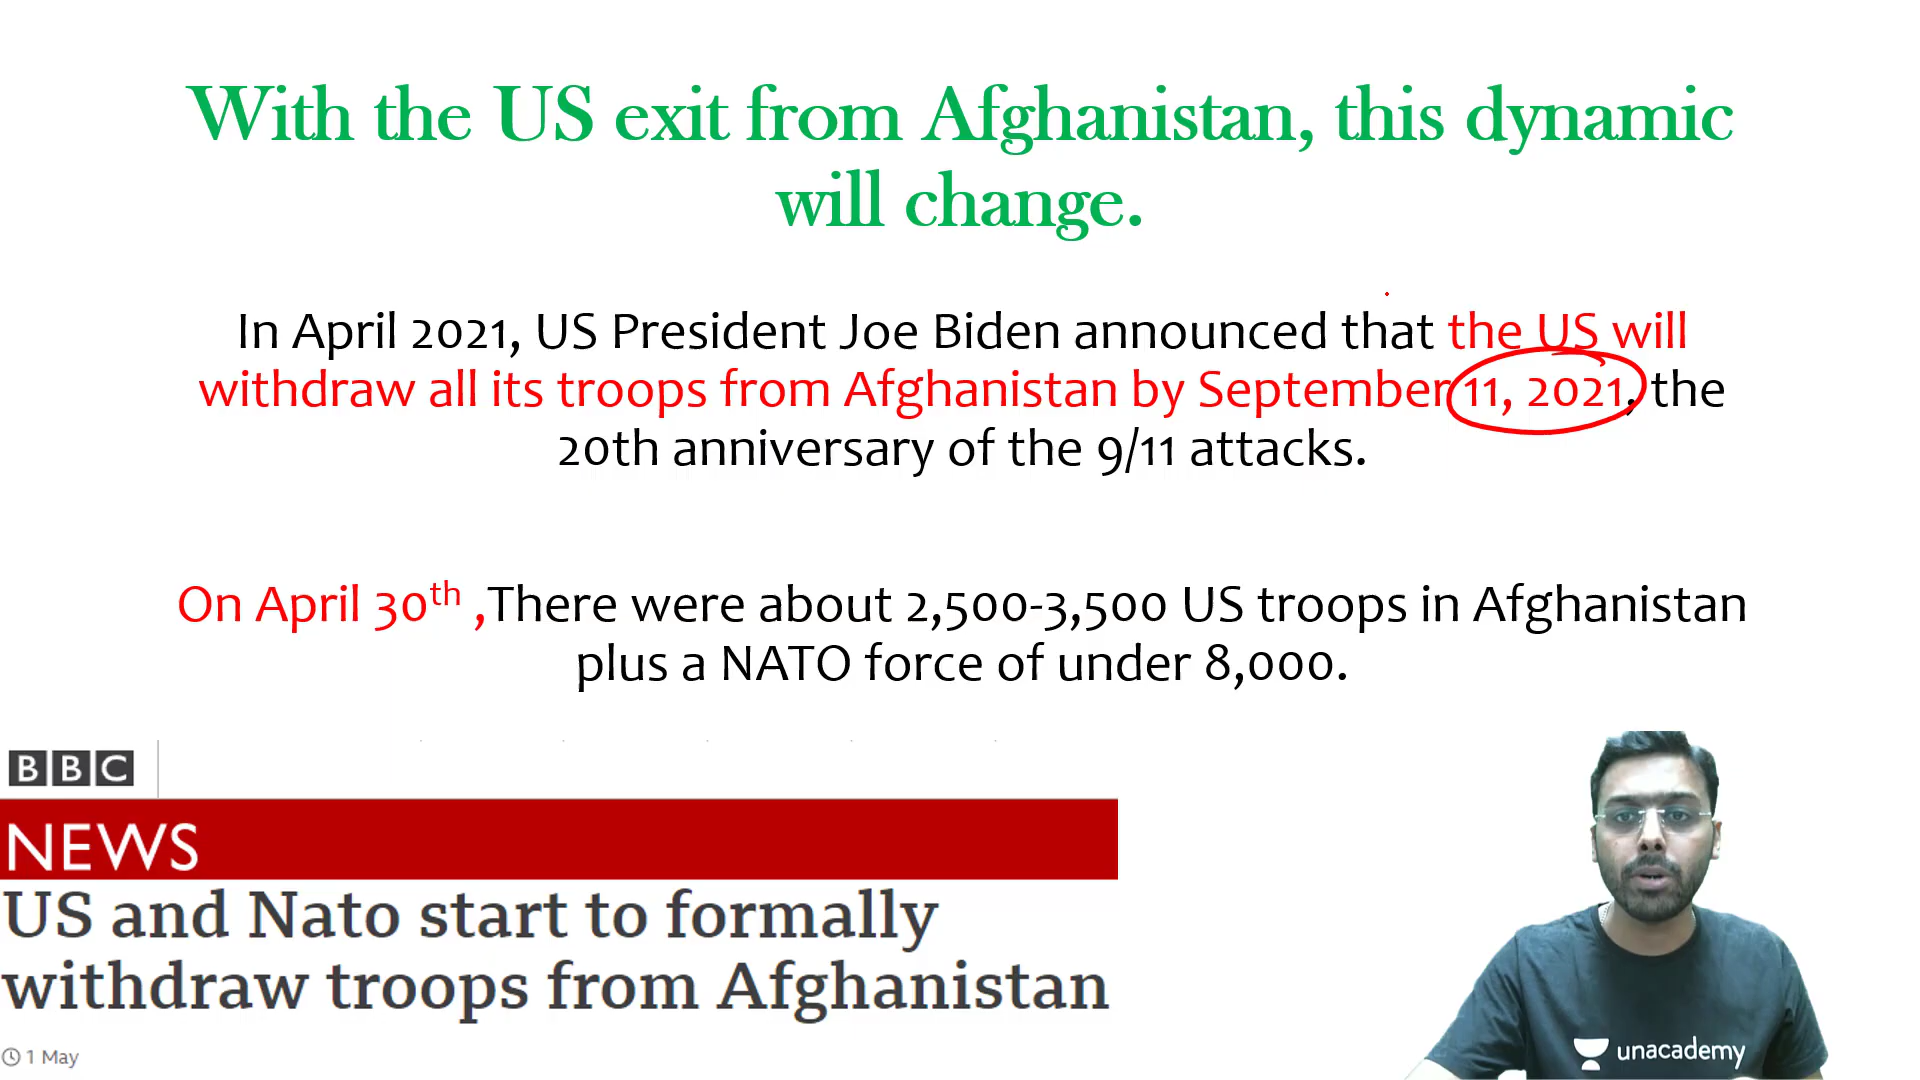 With the US exit from Afghanistan, this dynamic
will change.
In April 2021, US President Joe Biden announced that the US will
withdraw all its troops from Afghanistan by September 11, 2021, the
20th anniversary of the 9/11 attacks.
On April 30th ,There were about 2,500-3,500 US troops in Afghanistan
plus a NATO force of under 8,000.
BBC
NEWS
US and Nato start to formally
withdraw troops from Afghanistan
1 May
unacademy